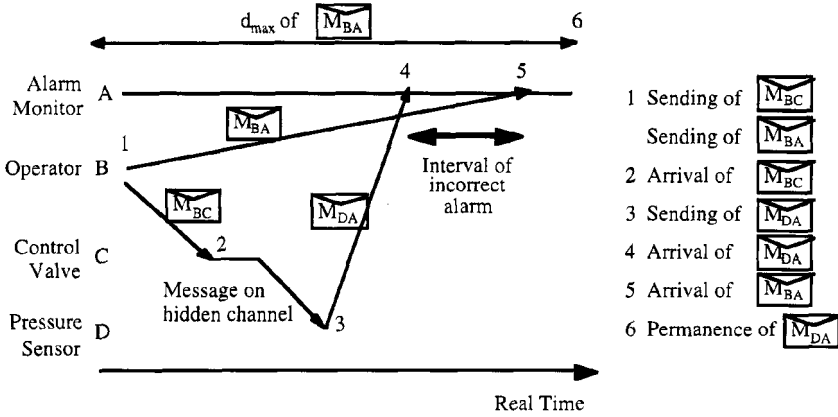 d_max of M_BA 6
Alarm Monitor A 4 5
M_BA
1
Operator B
Interval of incorrect alarm
M_BC M_DA
Control Valve C 2
Message on hidden channel
3
Pressure Sensor D
Real Time
1 Sending of M_BC
Sending of M_BA
2 Arrival of M_BC
3 Sending of M_DA
4 Arrival of M_DA
5 Arrival of M_BA
6 Permanence of M_DA